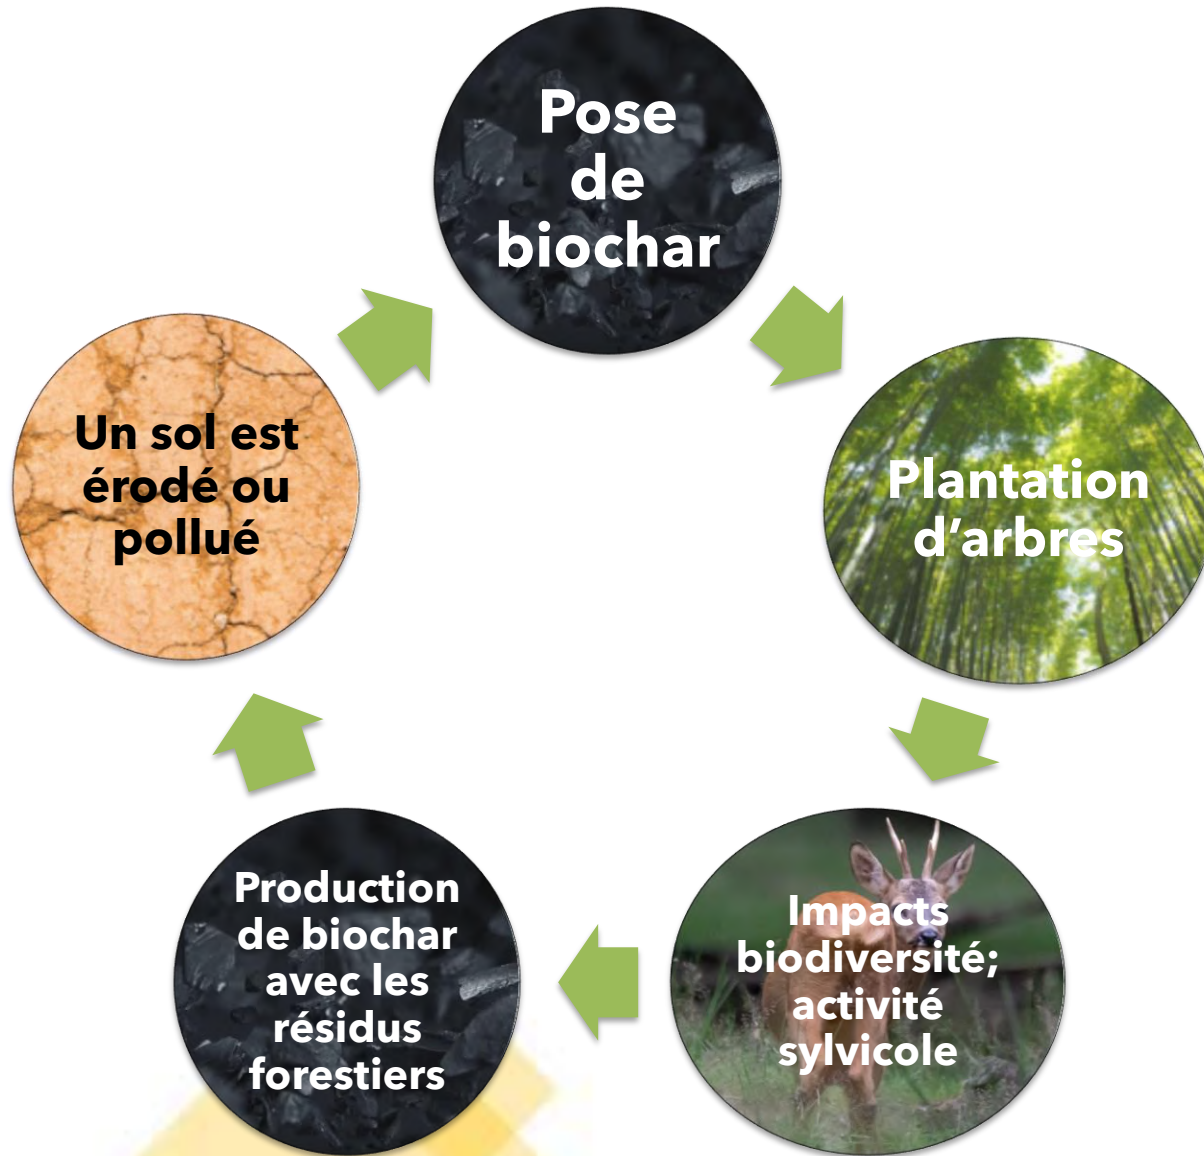 Pose
de
biochar
Plantation
d’arbres
Impacts
biodiversité;
activité
sylvicole
Production
de biochar
avec les
résidus
forestiers
Un sol est
érodé ou
pollué